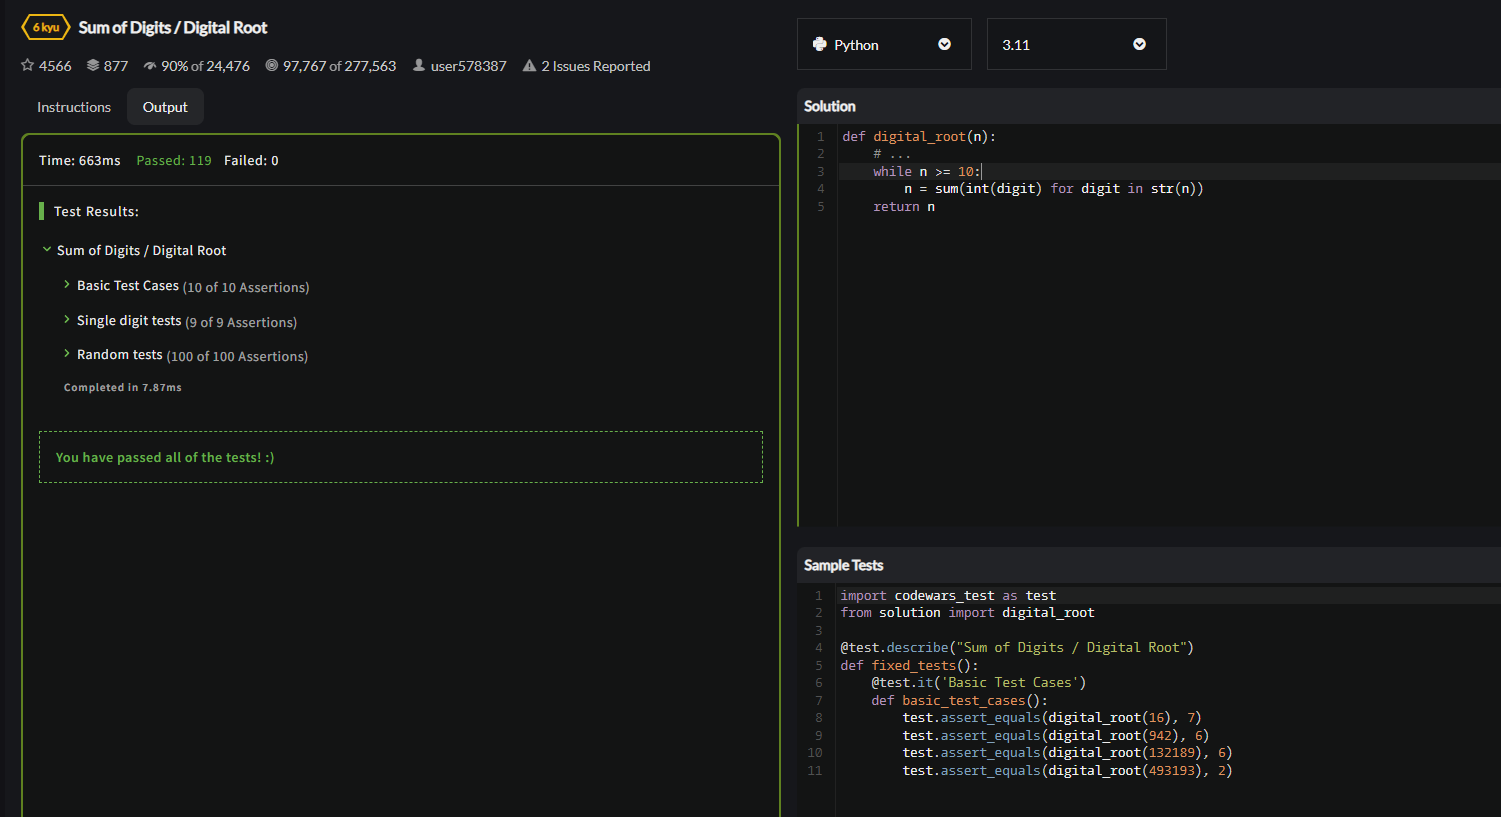 6 kyu Sum of Digits / Digital Root
4566 877 90% of 24,476 97,767 of 277,563 user578387 2 Issues Reported
Instructions Output
Time: 663ms Passed: 119 Failed: 0
Test Results:
Sum of Digits / Digital Root
Basic Test Cases (10 of 10 Assertions)
Single digit tests (9 of 9 Assertions)
Random tests (100 of 100 Assertions)
Completed in 7.87ms
You have passed all of the tests! :)
Python 3.11
Solution
1 def digital_root(n):
2     # ...
3     while n >= 10:
4         n = sum(int(digit) for digit in str(n))
5     return n
Sample Tests
1 import codewars_test as test
2 from solution import digital_root
3
4 @test.describe("Sum of Digits / Digital Root")
5 def fixed_tests():
6     @test.it('Basic Test Cases')
7     def basic_test_cases():
8         test.assert_equals(digital_root(16), 7)
9         test.assert_equals(digital_root(942), 6)
10         test.assert_equals(digital_root(132189), 6)
11         test.assert_equals(digital_root(493193), 2)